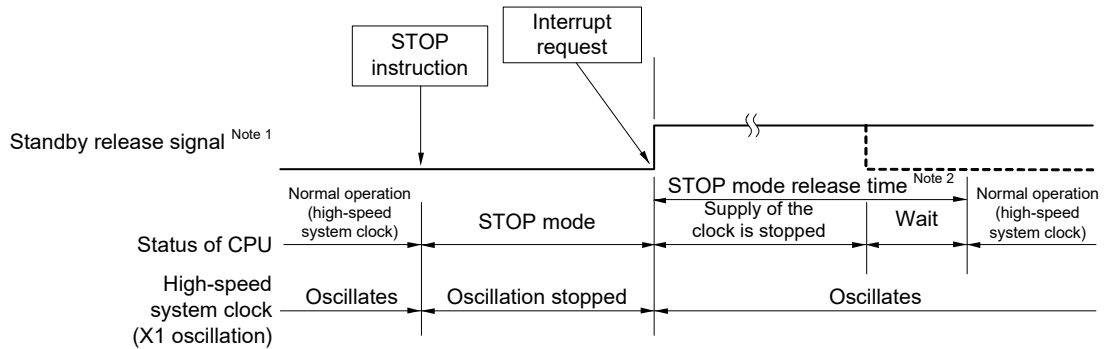 STOP
instruction
Interrupt
request
Standby release signal Note 1
STOP mode release time Note 2
Status of CPU
Normal operation
(high-speed
system clock)
STOP mode
Supply of the
clock is stopped
Wait
Normal operation
(high-speed
system clock)
High-speed
system clock
(X1 oscillation)
Oscillates
Oscillation stopped
Oscillates